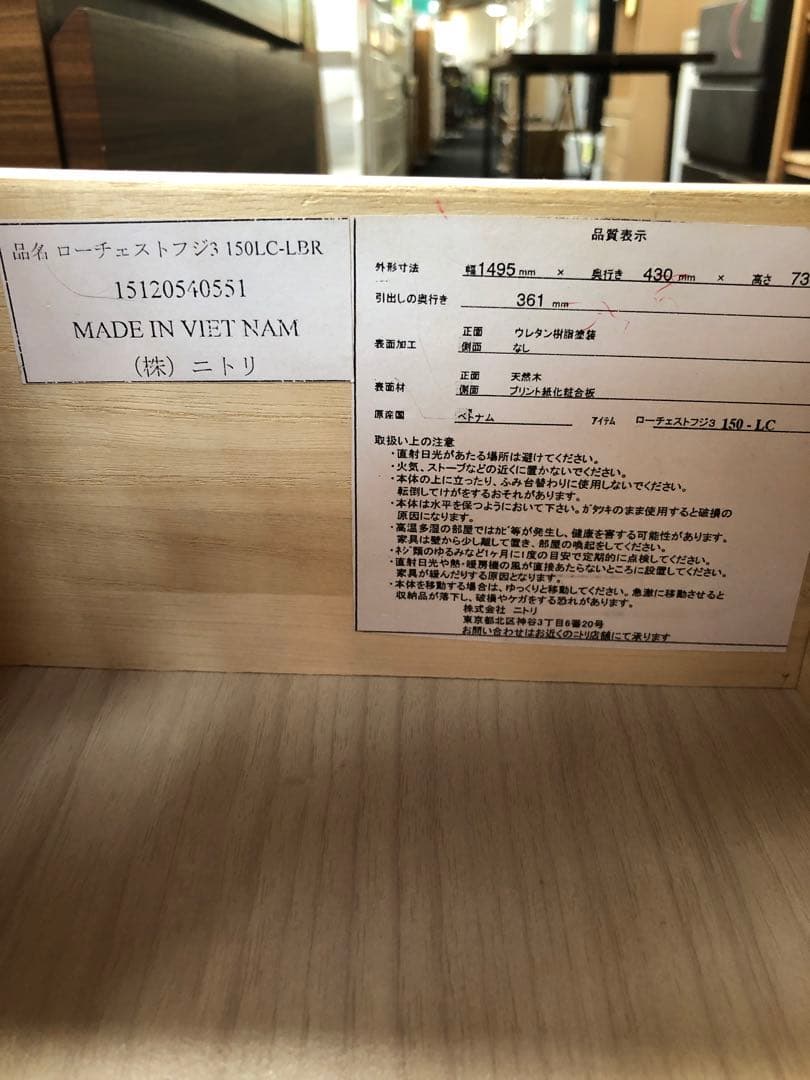 品名 ローチェストフジ3 150LC-LBR
15120540551
MADE IN VIET NAM
(株) ニトリ
品質表示
外形寸法 幅1495mm × 奥行き 430mm × 高さ 73
引出しの奥行き 361 mm
表面加工 正面 ウレタン樹脂塗装
側面 なし
表面材 正面 天然木
側面 プリント紙化粧合板
原産国 ベトナム アイテム ローチェストフジ3 150-LC
取扱い上の注意
・直射日光があたる場所は避けてください。
・火気、ストーブなどの近くに置かないでください。
・本体の上に立ったり、ふみ台替わりに使用しないでください。
転倒してけがをするおそれがあります。
・本体は水平を保つようにおいて下さい。ガタツキのまま使用すると破損の
原因になります。
・高温多湿の部屋ではカビ等が発生し、健康を害する可能性があります。
家具は壁から少し離して置き、部屋の喚起をしてください。
・ネジ類のゆるみなど1ヶ月に1度の目安で定期的に点検してください。
・直射日光や熱・暖房機の風が直接あたらないところに設置してください。
家具が緩んだりする原因となります。
・本体を移動する場合は、ゆっくりと移動してください。急激に移動させると
収納品が落下し、破損やケガをする恐れがあります。
株式会社 ニトリ
東京都北区神谷3丁目6番20号
お問い合わせはお近くのニトリ店舗にて承ります